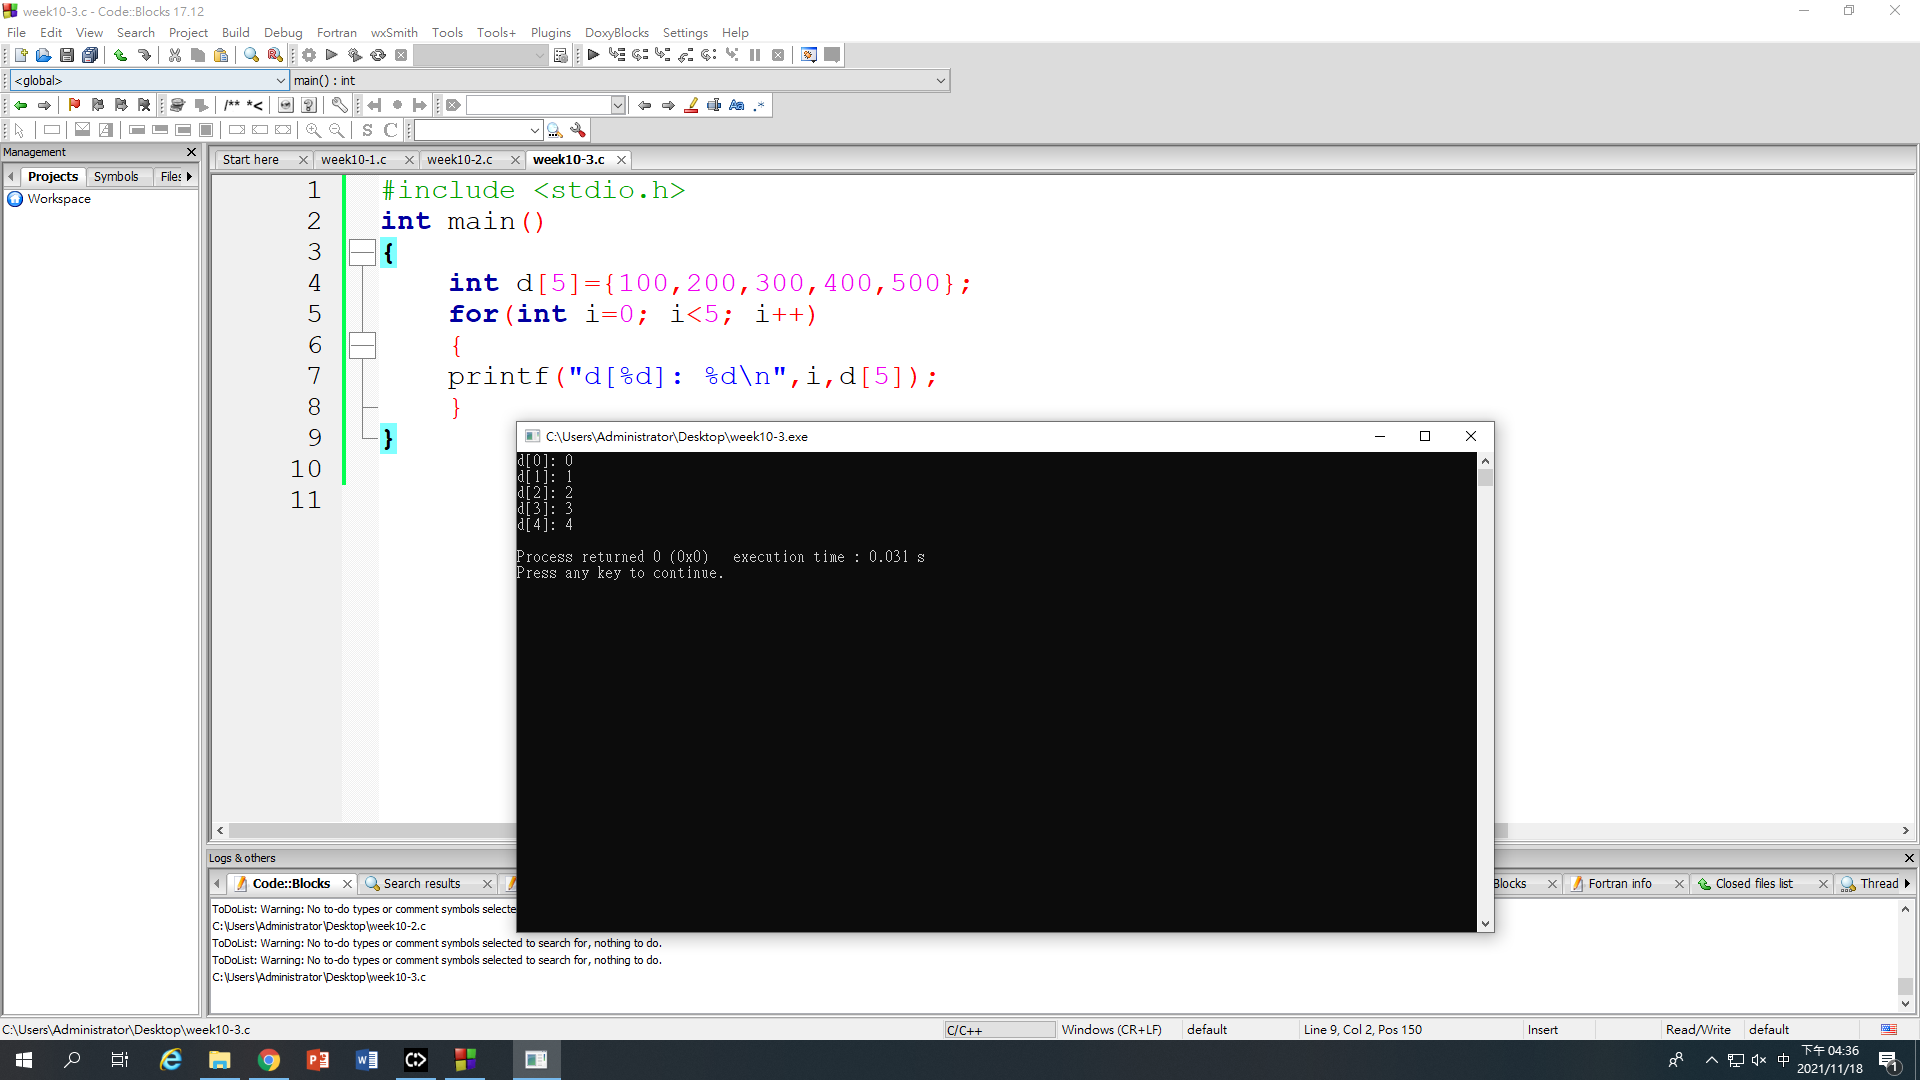 week10-3.c - Code::Blocks 17.12
File Edit View Search Project Build Debug Fortran wxSmith Tools Tools+ Plugins DoxyBlocks Settings Help
<global> main() : int
/** *<
S C
Management
Projects Symbols Files
Workspace
Start here week10-1.c week10-2.c week10-3.c
1 #include <stdio.h>
2 int main()
3 {
4 int d[5]={100,200,300,400,500};
5 for(int i=0; i<5; i++)
6 {
7 printf("d[%d]: %d\n",i,d[5]);
8 }
9 }
10
11
C:\Users\Administrator\Desktop\week10-3.exe
d[0]: 0
d[1]: 1
d[2]: 2
d[3]: 3
d[4]: 4
Process returned 0 (0x0) execution time : 0.031 s
Press any key to continue.
Logs & others
Code::Blocks Search results Blocks Fortran info Closed files list Thread
ToDoList: Warning: No to-do types or comment symbols selecte
C:\Users\Administrator\Desktop\week10-2.c
ToDoList: Warning: No to-do types or comment symbols selected to search for, nothing to do.
ToDoList: Warning: No to-do types or comment symbols selected to search for, nothing to do.
C:\Users\Administrator\Desktop\week10-3.c
C:\Users\Administrator\Desktop\week10-3.c C/C++ Windows (CR+LF) default Line 9, Col 2, Pos 150 Insert Read/Write default
中 下午 04:36
2021/11/18
1